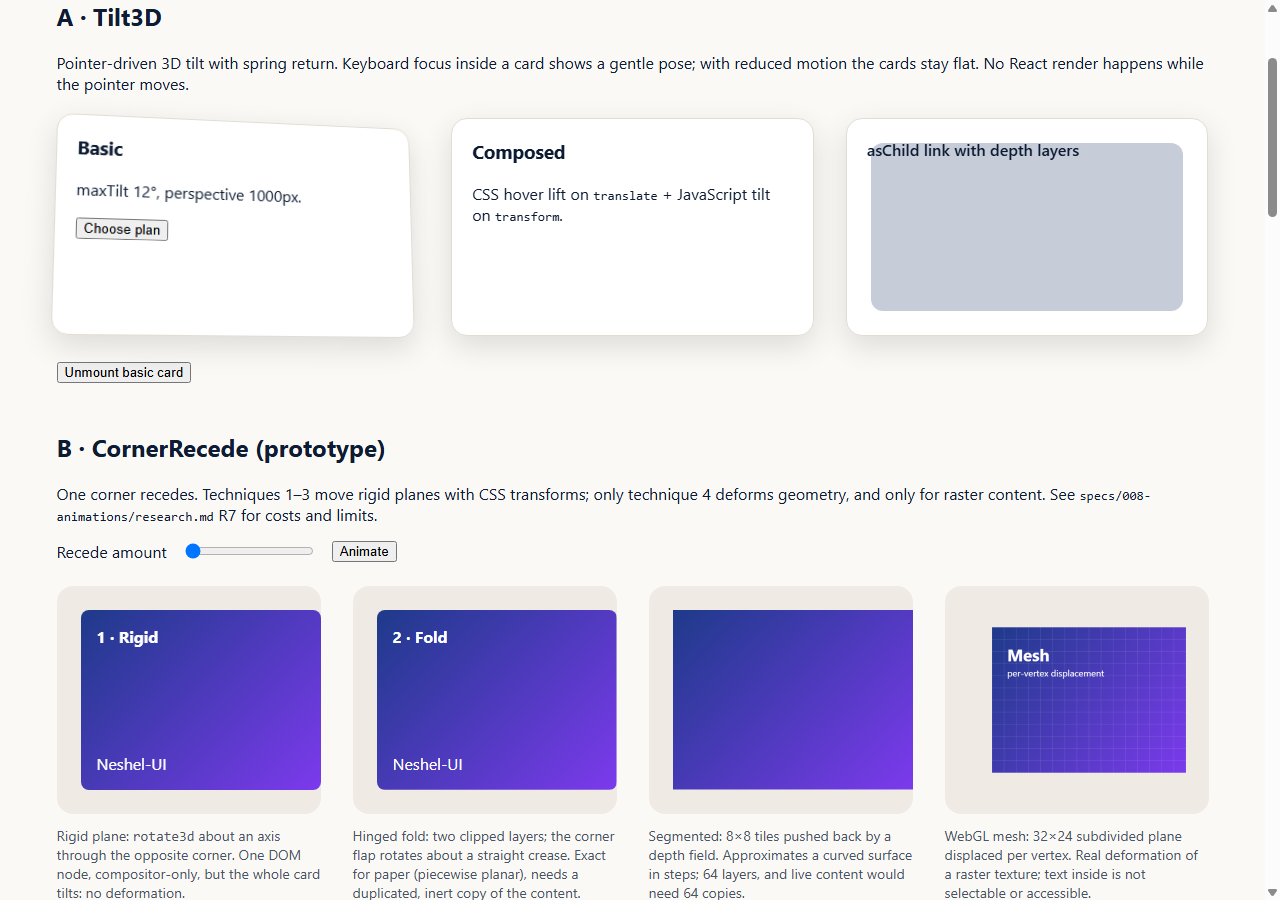 A · Tilt3D
Pointer-driven 3D tilt with spring return. Keyboard focus inside a card shows a gentle pose; with reduced motion the cards stay flat. No React render happens while
the pointer moves.
Basic
maxTilt 12°, perspective 1000px.
Choose plan
Composed
CSS hover lift on translate + JavaScript tilt
on transform.
asChild link with depth layers
Unmount basic card
B · CornerRecede (prototype)
One corner recedes. Techniques 1–3 move rigid planes with CSS transforms; only technique 4 deforms geometry, and only for raster content. See specs/008-
animations/research.md R7 for costs and limits.
Recede amount
Animate
1 · Rigid
Neshel-UI
2 · Fold
Neshel-UI
Mesh
per-vertex displacement
Rigid plane: rotate3d about an axis
through the opposite corner. One DOM
node, compositor-only, but the whole card
tilts: no deformation.
Hinged fold: two clipped layers; the corner
flap rotates about a straight crease. Exact
for paper (piecewise planar), needs a
duplicated, inert copy of the content.
Segmented: 8×8 tiles pushed back by a
depth field. Approximates a curved surface
in steps; 64 layers, and live content would
need 64 copies.
WebGL mesh: 32×24 subdivided plane
displaced per vertex. Real deformation of
a raster texture; text inside is not
selectable or accessible.